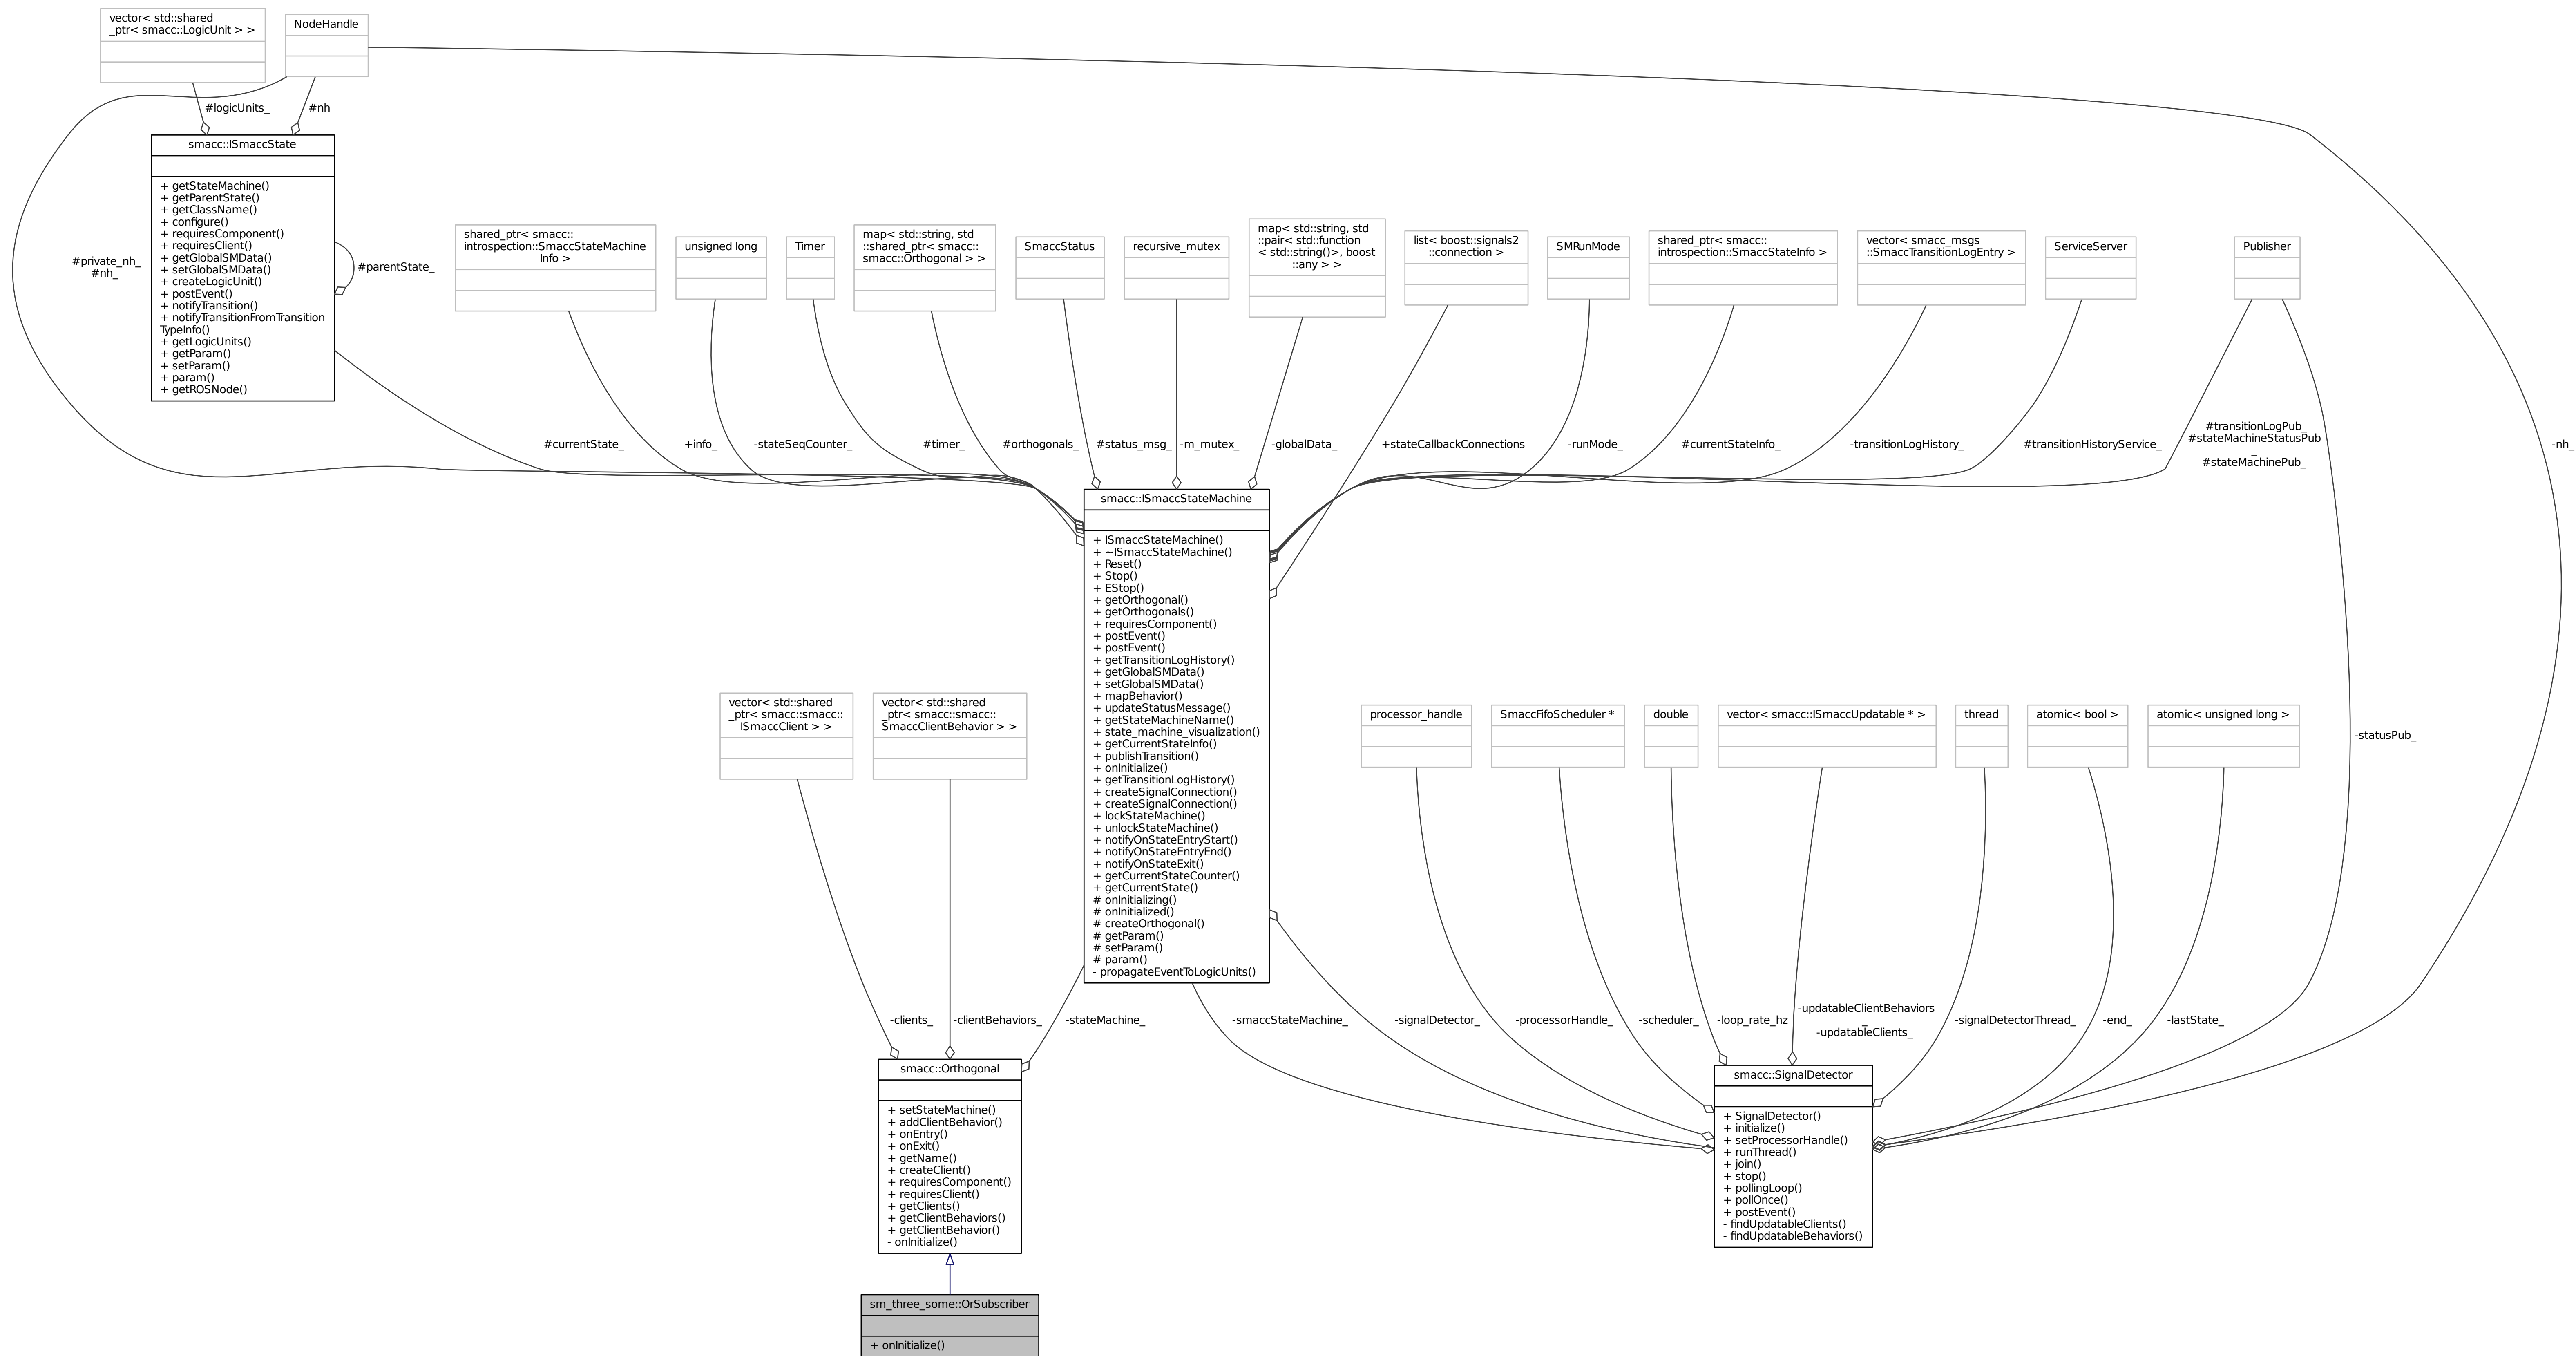 vector< std::shared
_ptr< smacc::LogicUnit > >
NodeHandle
#logicUnits_
#nh
smacc::ISmaccState
+ getStateMachine()
+ getParentState()
+ getClassName()
+ configure()
+ requiresComponent()
+ requiresClient()
+ getGlobalSMData()
+ setGlobalSMData()
+ createLogicUnit()
+ postEvent()
+ notifyTransition()
+ notifyTransitionFromTransition
TypeInfo()
+ getLogicUnits()
+ getParam()
+ setParam()
+ param()
+ getROSNode()
#private_nh_
#nh_
#parentState_
shared_ptr< smacc::
introspection::SmaccStateMachine
Info >
unsigned long
Timer
map< std::string, std
::shared_ptr< smacc::
smacc::Orthogonal > >
SmaccStatus
recursive_mutex
map< std::string, std
::pair< std::function
< std::string()>, boost
::any > >
list< boost::signals2
::connection >
SMRunMode
shared_ptr< smacc::
introspection::SmaccStateInfo >
vector< smacc_msgs
::SmaccTransitionLogEntry >
ServiceServer
Publisher
#currentState_
+info_
-stateSeqCounter_
#timer_
#orthogonals_
#status_msg_
-m_mutex_
-globalData_
+stateCallbackConnections
-runMode_
#currentStateInfo_
-transitionLogHistory_
#transitionHistoryService_
#transitionLogPub_
#stateMachineStatusPub
_
#stateMachinePub_
-nh_
smacc::ISmaccStateMachine
+ ISmaccStateMachine()
+ ~ISmaccStateMachine()
+ Reset()
+ Stop()
+ EStop()
+ getOrthogonal()
+ getOrthogonals()
+ requiresComponent()
+ postEvent()
+ postEvent()
+ getTransitionLogHistory()
+ getGlobalSMData()
+ setGlobalSMData()
+ mapBehavior()
+ updateStatusMessage()
+ getStateMachineName()
+ state_machine_visualization()
+ getCurrentStateInfo()
+ publishTransition()
+ onInitialize()
+ getTransitionLogHistory()
+ createSignalConnection()
+ createSignalConnection()
+ lockStateMachine()
+ unlockStateMachine()
+ notifyOnStateEntryStart()
+ notifyOnStateEntryEnd()
+ notifyOnStateExit()
+ getCurrentStateCounter()
+ getCurrentState()
# onInitializing()
# onInitialized()
# createOrthogonal()
# getParam()
# setParam()
# param()
- propagateEventToLogicUnits()
vector< std::shared
_ptr< smacc::smacc::
ISmaccClient > >
vector< std::shared
_ptr< smacc::smacc::
SmaccClientBehavior > >
processor_handle
SmaccFifoScheduler *
double
vector< smacc::ISmaccUpdatable * >
thread
atomic< bool >
atomic< unsigned long >
-statusPub_
-clients_
-clientBehaviors_
-stateMachine_
-smaccStateMachine_
-signalDetector_
-processorHandle_
-scheduler_
-loop_rate_hz
-updatableClientBehaviors
_
-updatableClients_
-signalDetectorThread_
-end_
-lastState_
smacc::Orthogonal
+ setStateMachine()
+ addClientBehavior()
+ onEntry()
+ onExit()
+ getName()
+ createClient()
+ requiresComponent()
+ requiresClient()
+ getClients()
+ getClientBehaviors()
+ getClientBehavior()
- onInitialize()
smacc::SignalDetector
+ SignalDetector()
+ initialize()
+ setProcessorHandle()
+ runThread()
+ join()
+ stop()
+ pollingLoop()
+ pollOnce()
+ postEvent()
- findUpdatableClients()
- findUpdatableBehaviors()
sm_three_some::OrSubscriber
+ onInitialize()